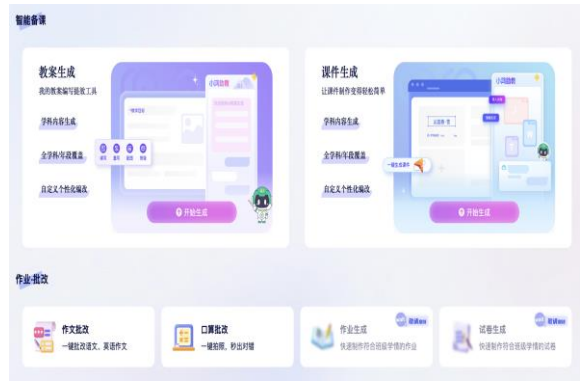 智能备课
教案生成
我的教案编写提效工具
学科内容生成
全学科/年段覆盖
自定义个性化编改
开始生成
课件生成
让课件制作变得轻松简单
学科内容生成
全学科/年段覆盖
自定义个性化编改
一键生成课件
开始生成
作业·批改
作文批改
一键批改语文、英语作文
口算批改
一键拍照，秒出对错
作业生成
快速制作符合班级学情的作业
试卷生成
快速制作符合班级学情的试卷